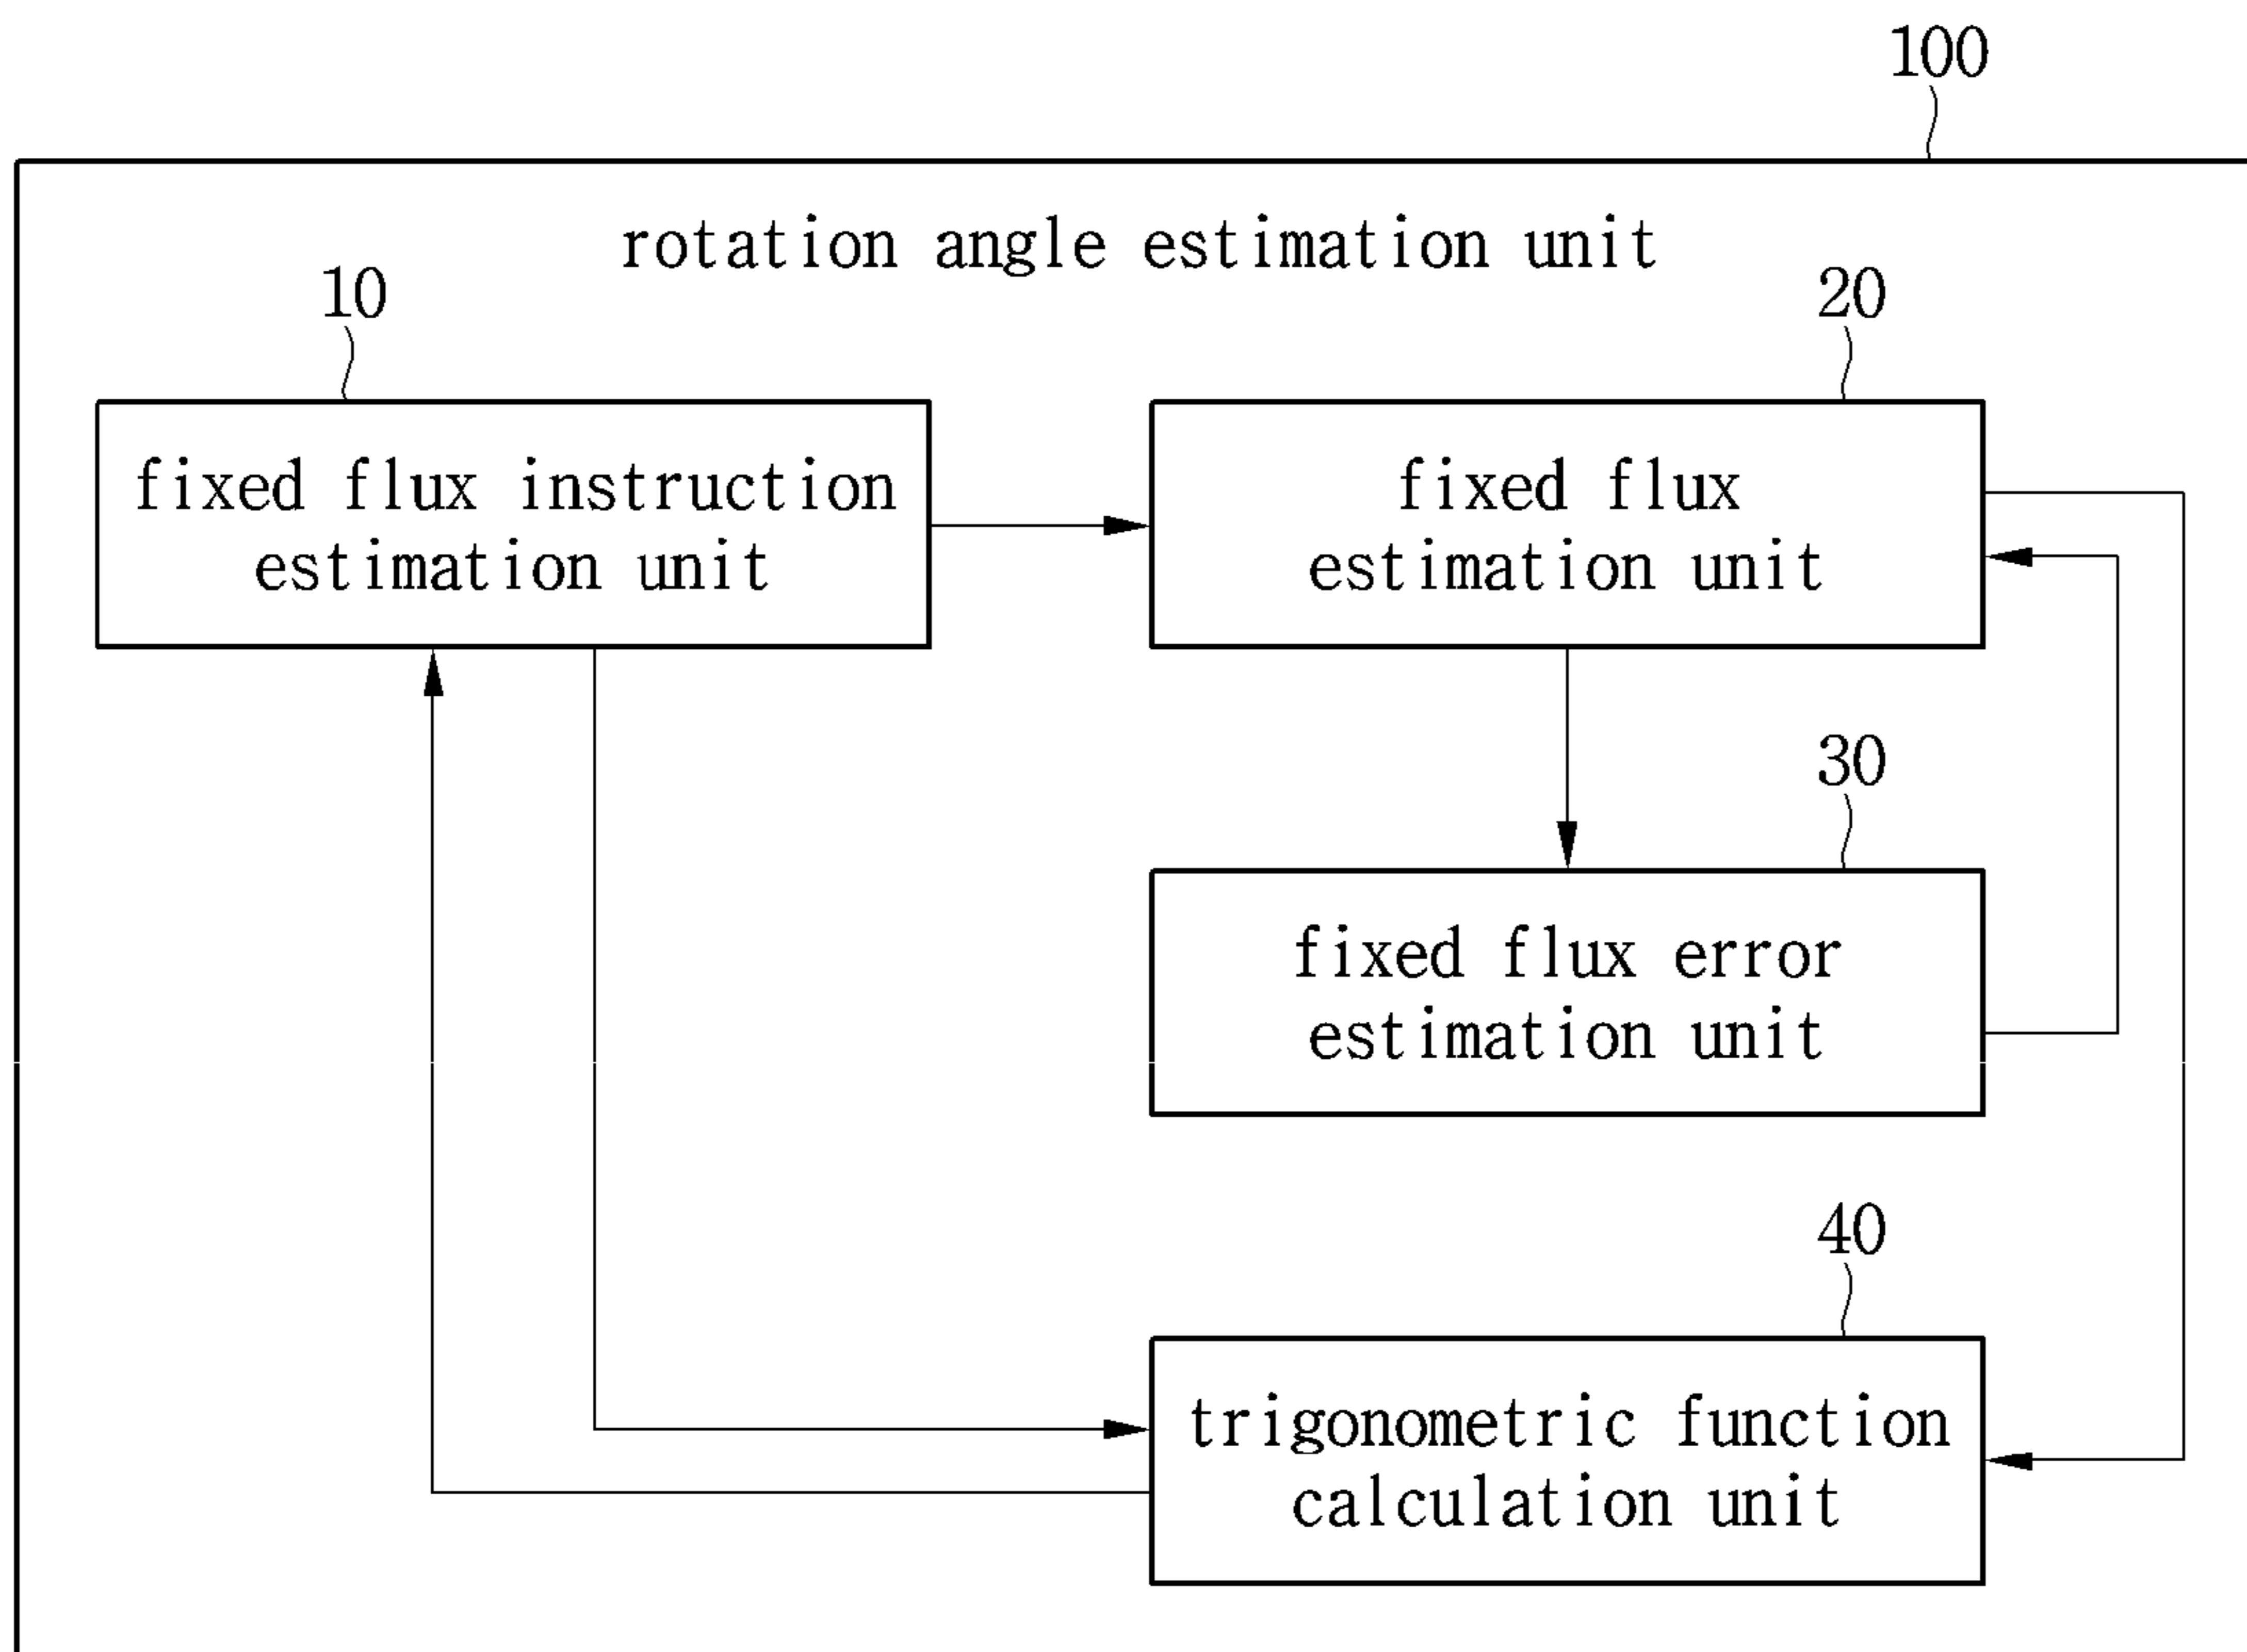 100
rotation angle estimation unit
10
20
fixed flux instruction
estimation unit
fixed flux
estimation unit
30
fixed flux error
estimation unit
40
trigonometric function
calculation unit